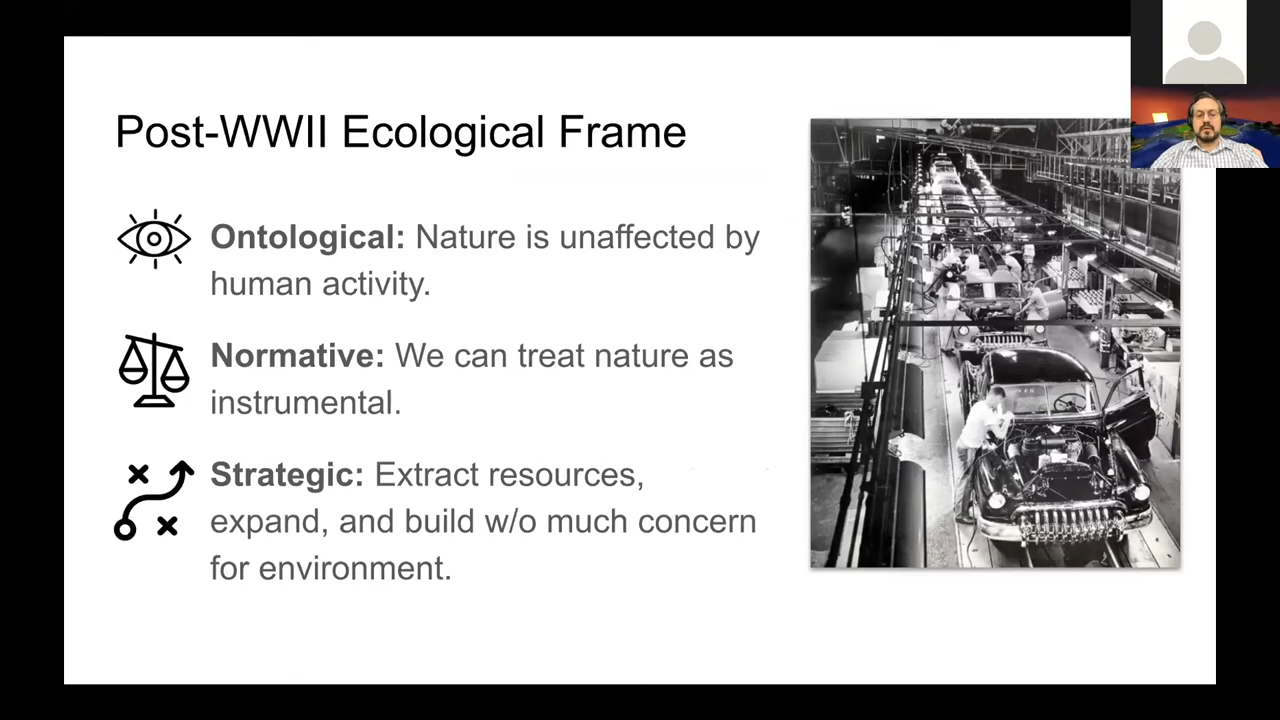 Post-WWII Ecological Frame
Ontological: Nature is unaffected by
human activity.
Normative: We can treat nature as
instrumental.
Strategic: Extract resources,
expand, and build w/o much concern
for environment.